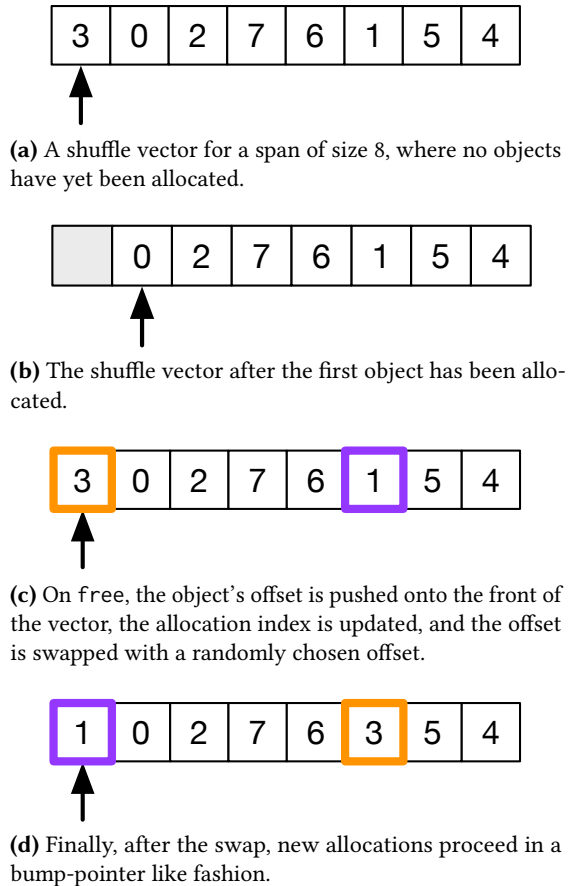 3 0 2 7 6 1 5 4
(a) A shuffle vector for a span of size 8, where no objects
have yet been allocated.
0 2 7 6 1 5 4
(b) The shuffle vector after the first object has been allo-
cated.
3 0 2 7 6 1 5 4
(c) On free, the object's offset is pushed onto the front of
the vector, the allocation index is updated, and the offset
is swapped with a randomly chosen offset.
1 0 2 7 6 3 5 4
(d) Finally, after the swap, new allocations proceed in a
bump-pointer like fashion.